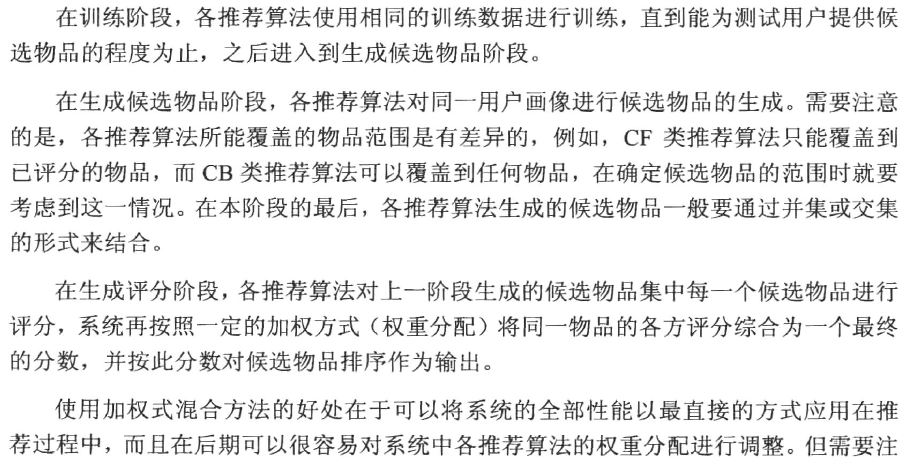 在训练阶段，各推荐算法使用相同的训练数据进行训练，直到能为测试用户提供候
选物品的程度为止，之后进入到生成候选物品阶段。
在生成候选物品阶段，各推荐算法对同一用户画像进行候选物品的生成。需要注意
的是，各推荐算法所能覆盖的物品范围是有差异的，例如，CF 类推荐算法只能覆盖到
已评分的物品，而 CB 类推荐算法可以覆盖到任何物品，在确定候选物品的范围时就要
考虑到这一情况。在本阶段的最后，各推荐算法生成的候选物品一般要通过并集或交集
的形式来结合。
在生成评分阶段，各推荐算法对上一阶段生成的候选物品集中每一个候选物品进行
评分，系统再按照一定的加权方式（权重分配）将同一物品的各方评分综合为一个最终
的分数，并按此分数对候选物品排序作为输出。
使用加权式混合方法的好处在于可以将系统的全部性能以最直接的方式应用在推
荐过程中，而且在后期可以很容易对系统中各推荐算法的权重分配进行调整。但需要注